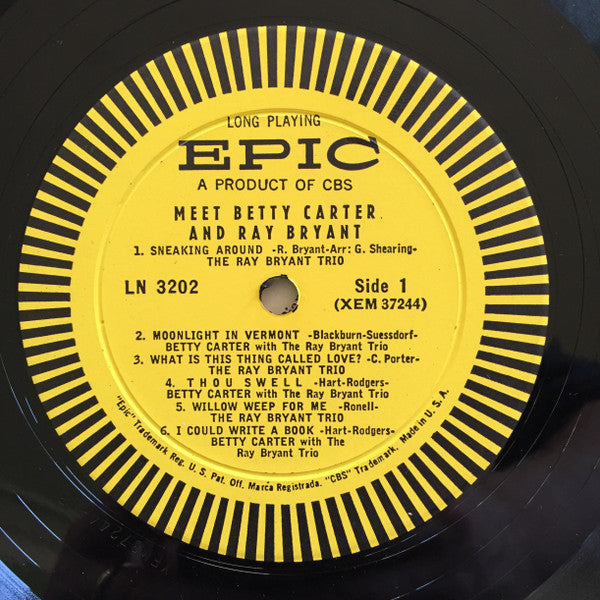 LONG PLAYING
EPIC
A PRODUCT OF CBS
MEET BETTY CARTER
AND RAY BRYANT
1. SNEAKING AROUND -R. Bryant-Arr: G. Shearing-
THE RAY BRYANT TRIO
LN 3202
Side 1
(XEM 37244)
2. MOONLIGHT IN VERMONT -Blackburn-Suessdorf-
BETTY CARTER with The Ray Bryant Trio
3. WHAT IS THIS THING CALLED LOVE? -C. Porter-
THE RAY BRYANT TRIO
4. THOU SWELL -Hart-Rodgers-
BETTY CARTER with The Ray Bryant Trio
5. WILLOW WEEP FOR ME -Ronell-
THE RAY BRYANT TRIO
6. I COULD WRITE A BOOK -Hart-Rodgers-
BETTY CARTER with The
Ray Bryant Trio
"Epic" Trademark Reg. U. S. Pat. Off. Marca Registrada. "CBS" Trademark. Made in U. S. A.